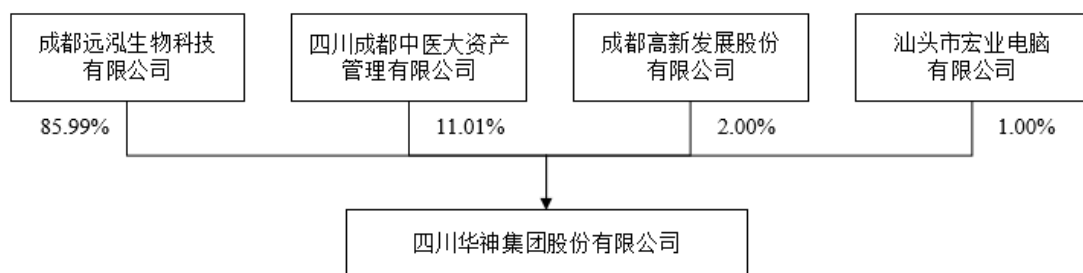 成都远泓生物科技
有限公司
四川成都中医大资产
管理有限公司
成都高新发展股份
有限公司
汕头市宏业电脑
有限公司
85.99%
11.01%
2.00%
1.00%
四川华神集团股份有限公司